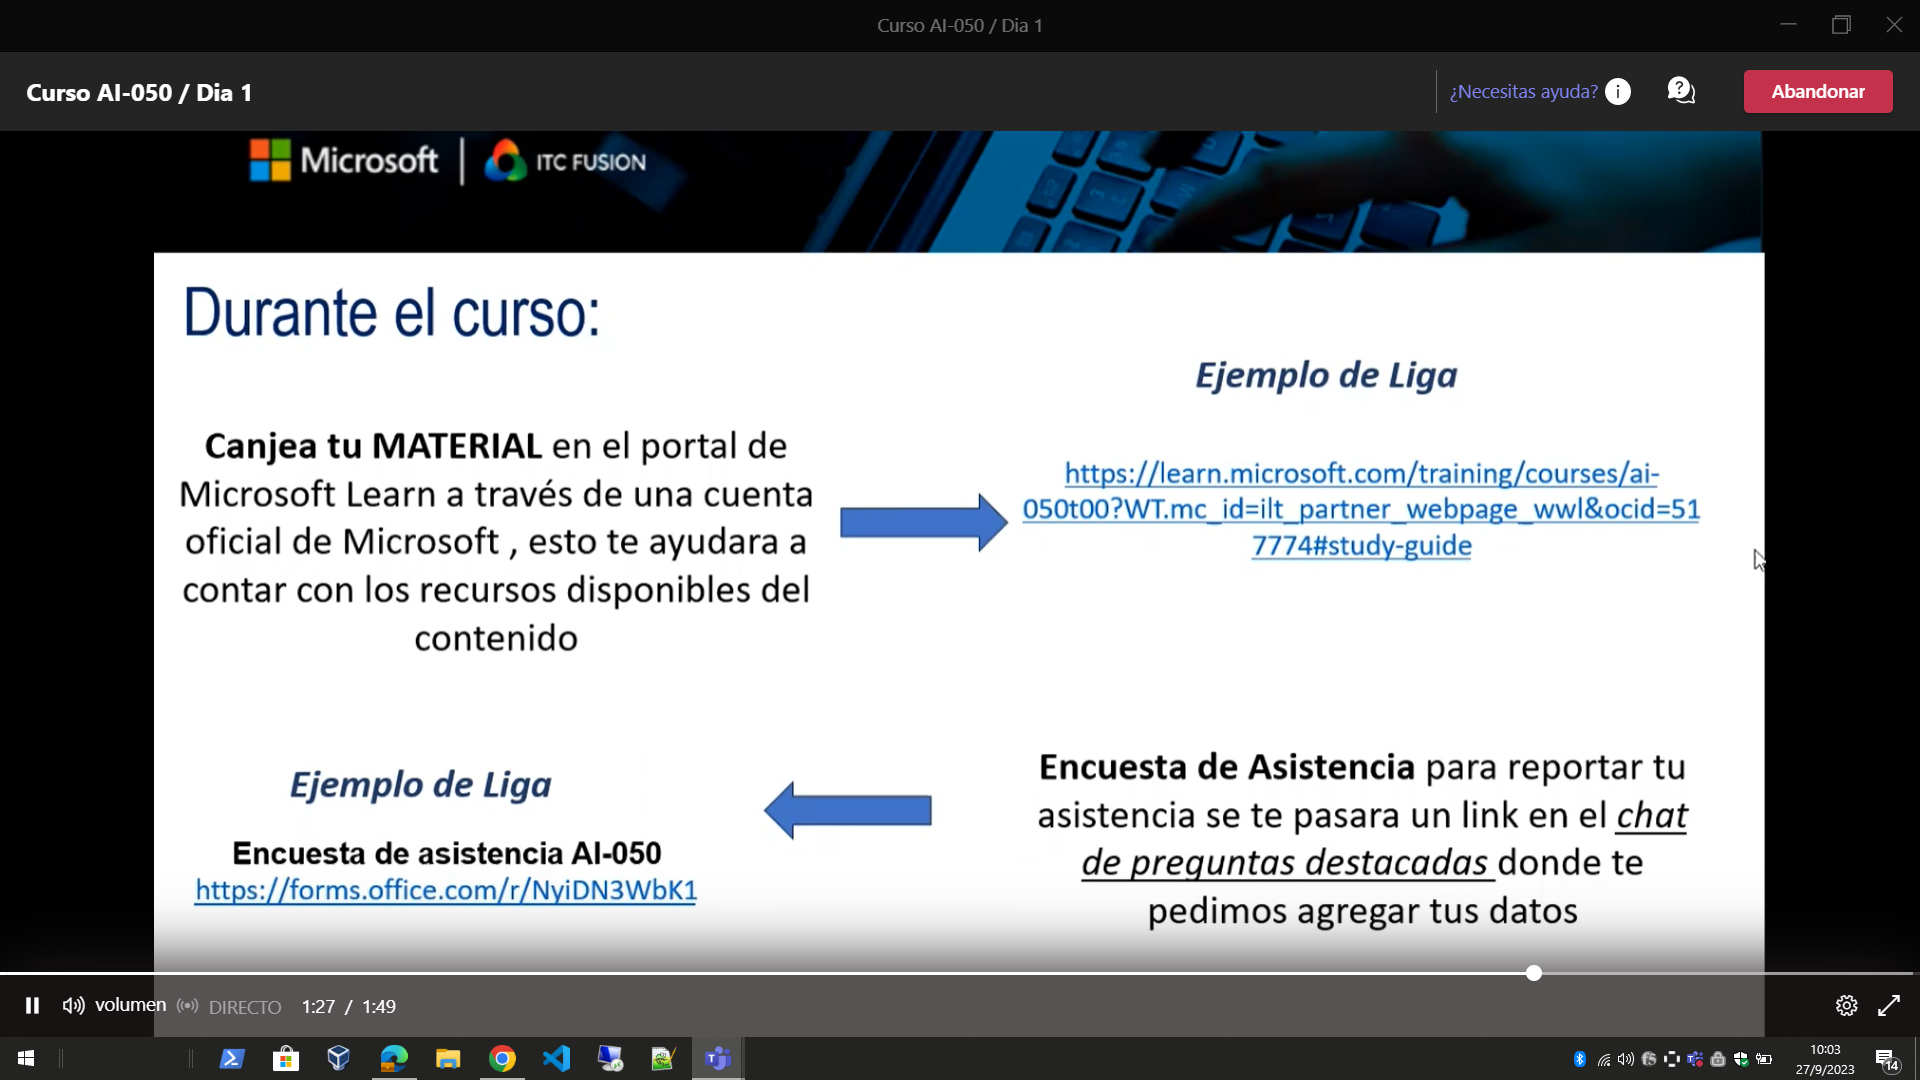 Curso AI-050 / Dia 1
Curso AI-050 / Dia 1
¿Necesitas ayuda?
Abandonar
Microsoft | ITC FUSION
Durante el curso:
Canjea tu MATERIAL en el portal de
Microsoft Learn a través de una cuenta
oficial de Microsoft , esto te ayudara a
contar con los recursos disponibles del
contenido
Ejemplo de Liga
https://learn.microsoft.com/training/courses/ai-
050t00?WT.mc_id=ilt_partner_webpage_wwl&ocid=51
7774#study-guide
Ejemplo de Liga
Encuesta de asistencia AI-050
https://forms.office.com/r/NyiDN3WbK1
Encuesta de Asistencia para reportar tu
asistencia se te pasara un link en el chat
de preguntas destacadas donde te
pedimos agregar tus datos
volumen DIRECTO 1:27 / 1:49
10:03
27/9/2023
14